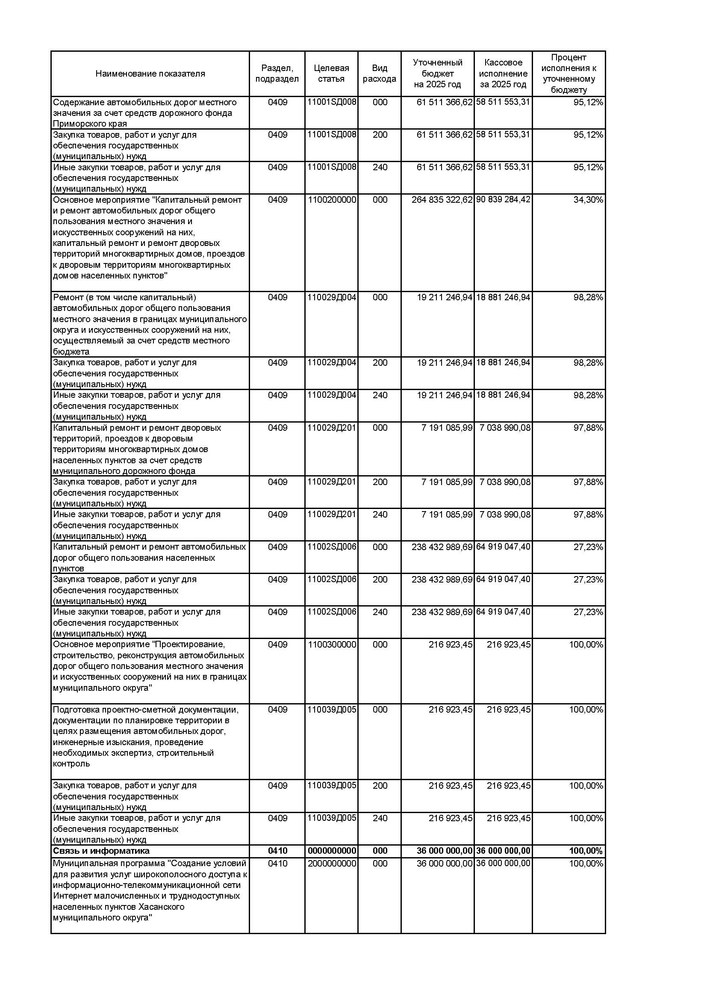 Наименование показателя
Раздел,
подраздел
Целевая
статья
Вид
расхода
Уточненный
бюджет
на 2025 год
Кассовое
исполнение
за 2025 год
Процент
исполнения к
уточненному
бюджету
Содержание автомобильных дорог местного 0409 11001SД008 000 61 511 366,62 58 511 553,31 95,12%
значения за счет средств дорожного фонда
Приморского края
Закупка товаров, работ и услуг для 0409 11001SД008 200 61 511 366,62 58 511 553,31 95,12%
обеспечения государственных
(муниципальных) нужд
Иные закупки товаров, работ и услуг для 0409 11001SД008 240 61 511 366,62 58 511 553,31 95,12%
обеспечения государственных
(муниципальных) нужд
Основное мероприятие "Капитальный ремонт 0409 1100200000 000 264 835 322,62 90 839 284,42 34,30%
и ремонт автомобильных дорог общего
пользования местного значения и
искусственных сооружений на них,
капитальный ремонт и ремонт дворовых
территорий многоквартирных домов, проездов
к дворовым территориям многоквартирных
домов населенных пунктов"
Ремонт (в том числе капитальный) 0409 110029Д004 000 19 211 246,94 18 881 246,94 98,28%
автомобильных дорог общего пользования
местного значения в границах муниципального
округа и искусственных сооружений на них,
осуществляемый за счет средств местного
бюджета
Закупка товаров, работ и услуг для 0409 110029Д004 200 19 211 246,94 18 881 246,94 98,28%
обеспечения государственных
(муниципальных) нужд
Иные закупки товаров, работ и услуг для 0409 110029Д004 240 19 211 246,94 18 881 246,94 98,28%
обеспечения государственных
(муниципальных) нужд
Капитальный ремонт и ремонт дворовых 0409 110029Д201 000 7 191 085,99 7 038 990,08 97,88%
территорий, проездов к дворовым
территориям многоквартирных домов
населенных пунктов за счет средств
муниципального дорожного фонда
Закупка товаров, работ и услуг для 0409 110029Д201 200 7 191 085,99 7 038 990,08 97,88%
обеспечения государственных
(муниципальных) нужд
Иные закупки товаров, работ и услуг для 0409 110029Д201 240 7 191 085,99 7 038 990,08 97,88%
обеспечения государственных
(муниципальных) нужд
Капитальный ремонт и ремонт автомобильных 0409 11002SД006 000 238 432 989,69 64 919 047,40 27,23%
дорог общего пользования населенных
пунктов
Закупка товаров, работ и услуг для 0409 11002SД006 200 238 432 989,69 64 919 047,40 27,23%
обеспечения государственных
(муниципальных) нужд
Иные закупки товаров, работ и услуг для 0409 11002SД006 240 238 432 989,69 64 919 047,40 27,23%
обеспечения государственных
(муниципальных) нужд
Основное мероприятие "Проектирование, 0409 1100300000 000 216 923,45 216 923,45 100,00%
строительство, реконструкция автомобильных
дорог общего пользования местного значения
и искусственных сооружений на них в границах
муниципального округа"
Подготовка проектно-сметной документации, 0409 110039Д005 000 216 923,45 216 923,45 100,00%
документации по планировке территории в
целях размещения автомобильных дорог,
инженерные изыскания, проведение
необходимых экспертиз, строительный
контроль
Закупка товаров, работ и услуг для 0409 110039Д005 200 216 923,45 216 923,45 100,00%
обеспечения государственных
(муниципальных) нужд
Иные закупки товаров, работ и услуг для 0409 110039Д005 240 216 923,45 216 923,45 100,00%
обеспечения государственных
(муниципальных) нужд
Связь и информатика 0410 0000000000 000 36 000 000,00 36 000 000,00 100,00%
Муниципальная программа "Создание условий 0410 2000000000 000 36 000 000,00 36 000 000,00 100,00%
для развития услуг широкополосного доступа к
информационно-телекоммуникационной сети
Интернет малочисленных и труднодоступных
населенных пунктов Хасанского
муниципального округа"